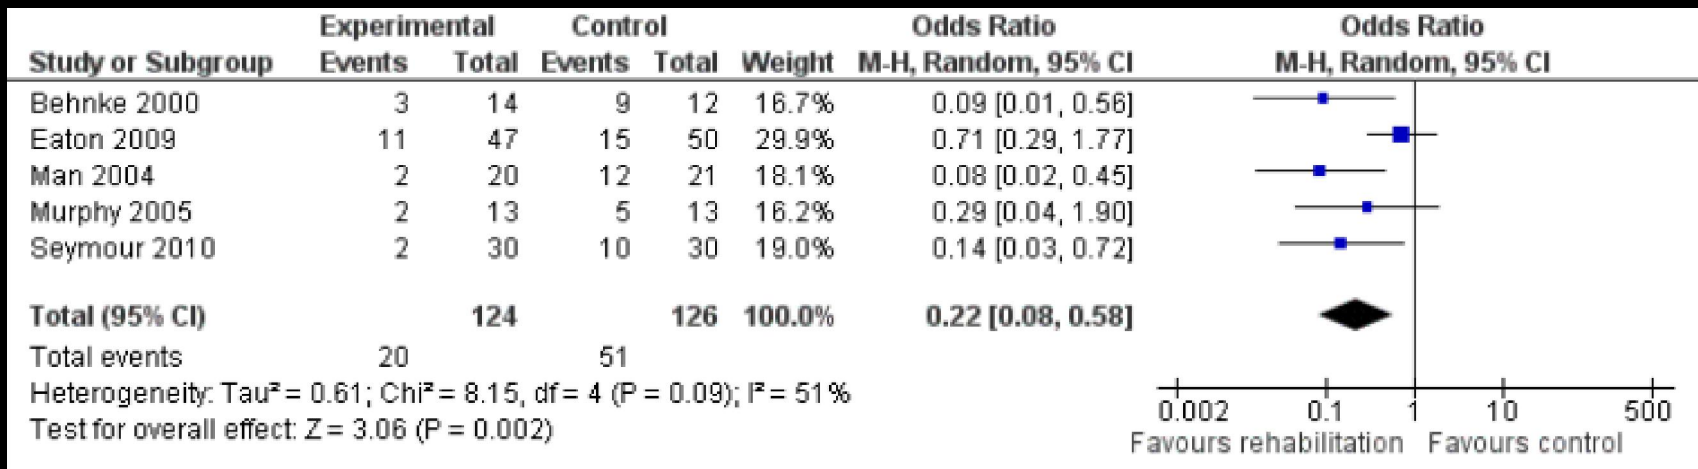 Experimental Control Odds Ratio Odds Ratio
Study or Subgroup Events Total Events Total Weight M-H, Random, 95% CI M-H, Random, 95% CI
Behnke 2000 3 14 9 12 16.7% 0.09 [0.01, 0.56]
Eaton 2009 11 47 15 50 29.9% 0.71 [0.29, 1.77]
Man 2004 2 20 12 21 18.1% 0.08 [0.02, 0.45]
Murphy 2005 2 13 5 13 16.2% 0.29 [0.04, 1.90]
Seymour 2010 2 30 10 30 19.0% 0.14 [0.03, 0.72]
Total (95% CI) 124 126 100.0% 0.22 [0.08, 0.58]
Total events 20 51
Heterogeneity: Tau² = 0.61; Chi² = 8.15, df = 4 (P = 0.09); I² = 51%
Test for overall effect: Z = 3.06 (P = 0.002)
0.002 0.1 1 10 500
Favours rehabilitation Favours control